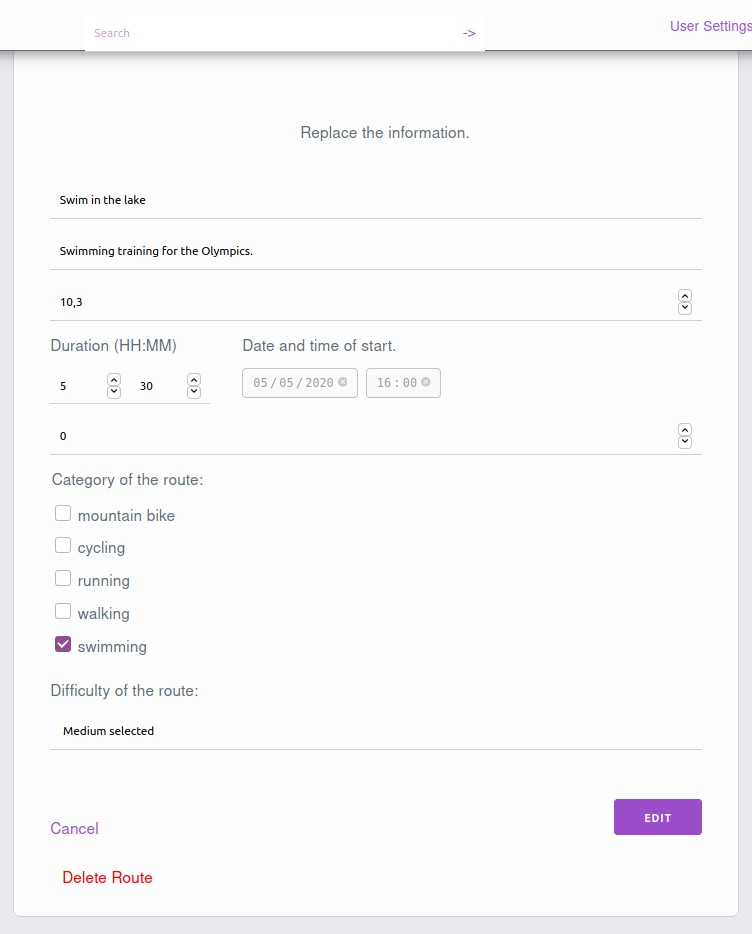 Search -> User Settings
Replace the information.
Swim in the lake
Swimming training for the Olympics.
10,3
Duration (HH:MM) Date and time of start.
5 30 05/05/2020 16:00
0
Category of the route:
mountain bike
cycling
running
walking
swimming
Difficulty of the route:
Medium selected
EDIT
Cancel
Delete Route